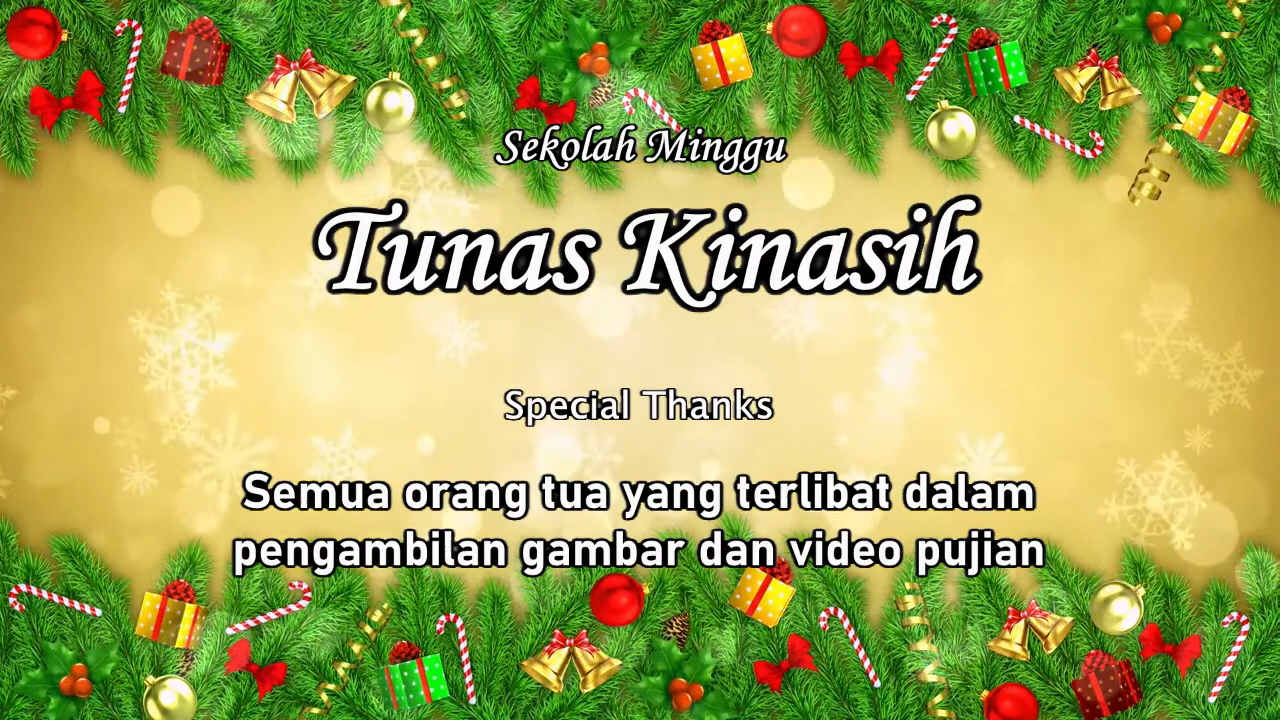 Sekolah Minggu
Tunas Kinasih
Special Thanks
Semua orang tua yang terlibat dalam
pengambilan gambar dan video pujian